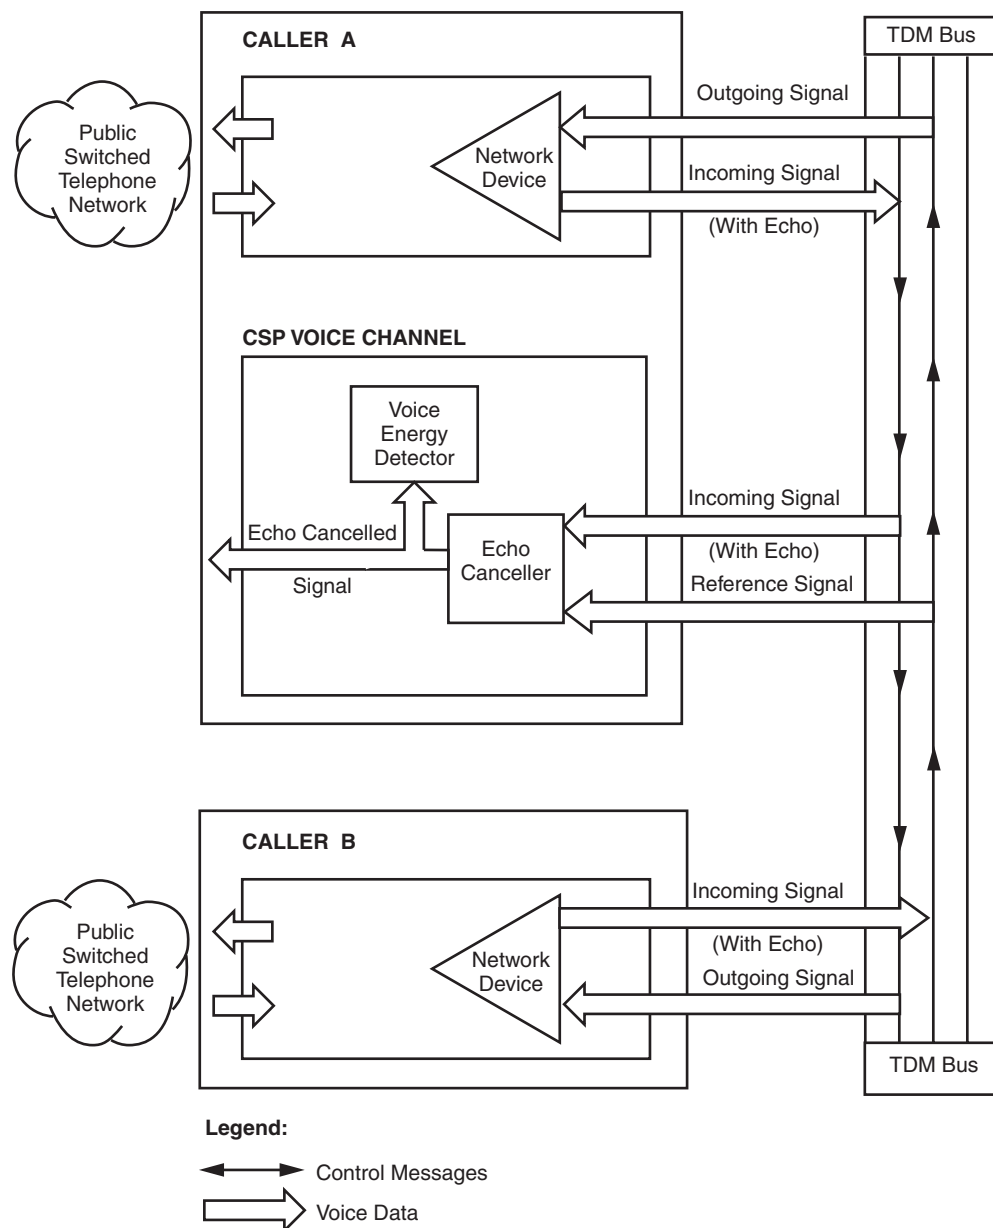 TDM Bus
CALLER A
Public
Switched
Telephone
Network
Network
Device
Outgoing Signal
Incoming Signal
(With Echo)
CSP VOICE CHANNEL
Voice
Energy
Detector
Echo Cancelled
Signal
Echo
Canceller
Incoming Signal
(With Echo)
Reference Signal
CALLER B
Public
Switched
Telephone
Network
Network
Device
Incoming Signal
(With Echo)
Outgoing Signal
TDM Bus
Legend:
Control Messages
Voice Data